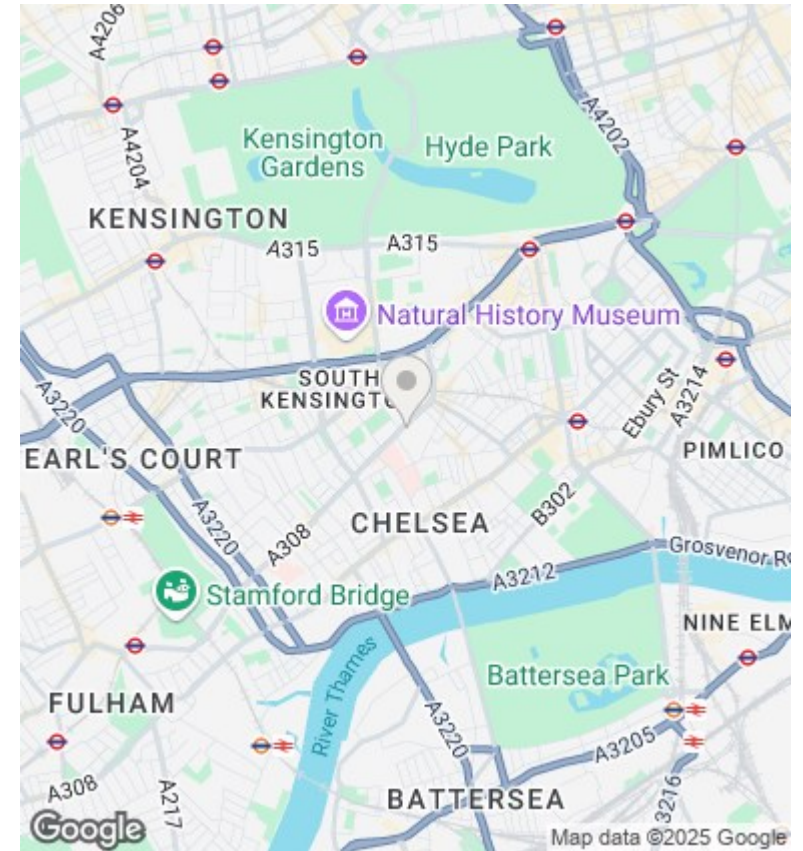 A4206
A4202
Kensington
Gardens
Hyde Park
A4204
KENSINGTON
A315
A315
Natural History Museum
SOUTH
KENSINGTO
Ebury St
A3214
A3220
EARL'S COURT
PIMLICO
A3220
A308
CHELSEA
B302
Grosvenor R
A3212
Stamford Bridge
NINE ELM
River Thames
Battersea Park
FULHAM
A3220
A3205
A308
A217
BATTERSEA
A3216
Google
Map data ©2025 Google